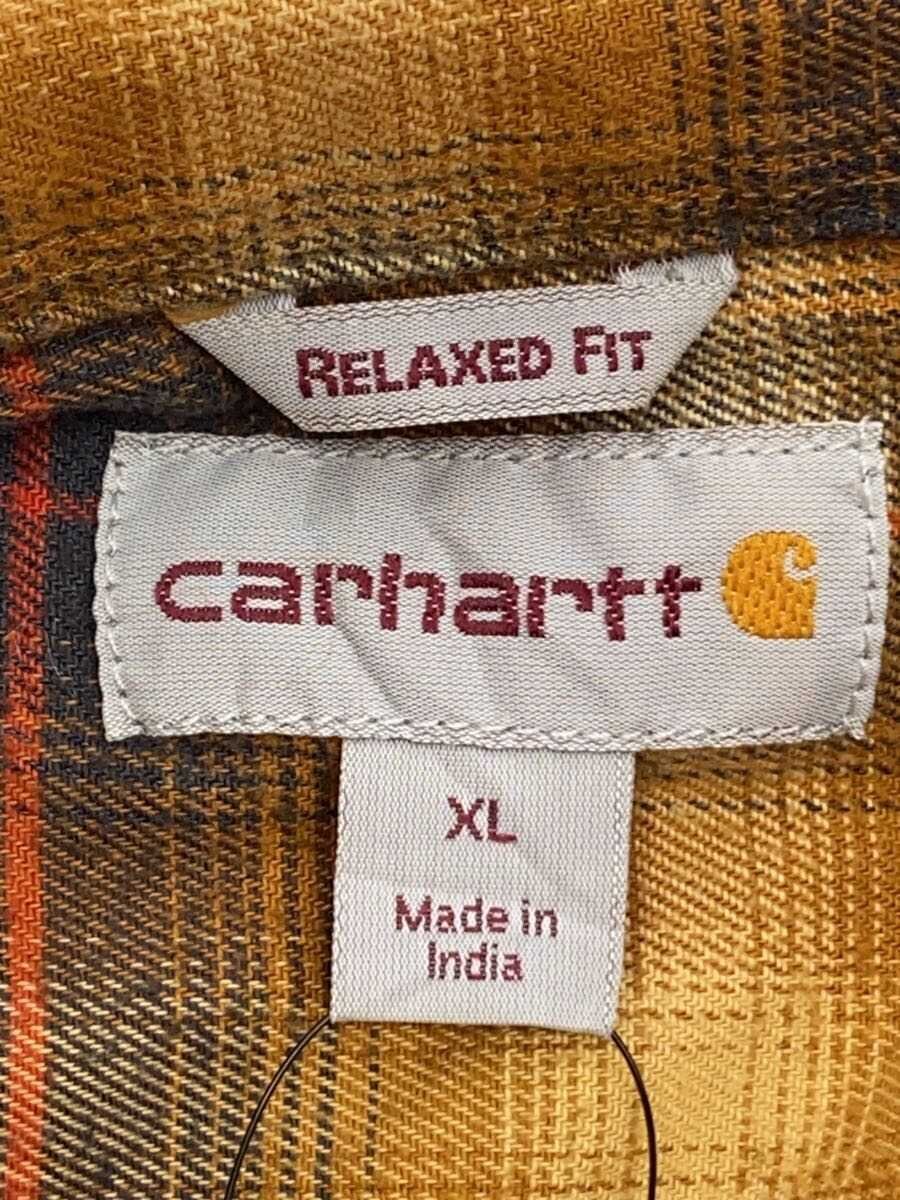 RELAXED FIT
carhartt
XL
Made in
India